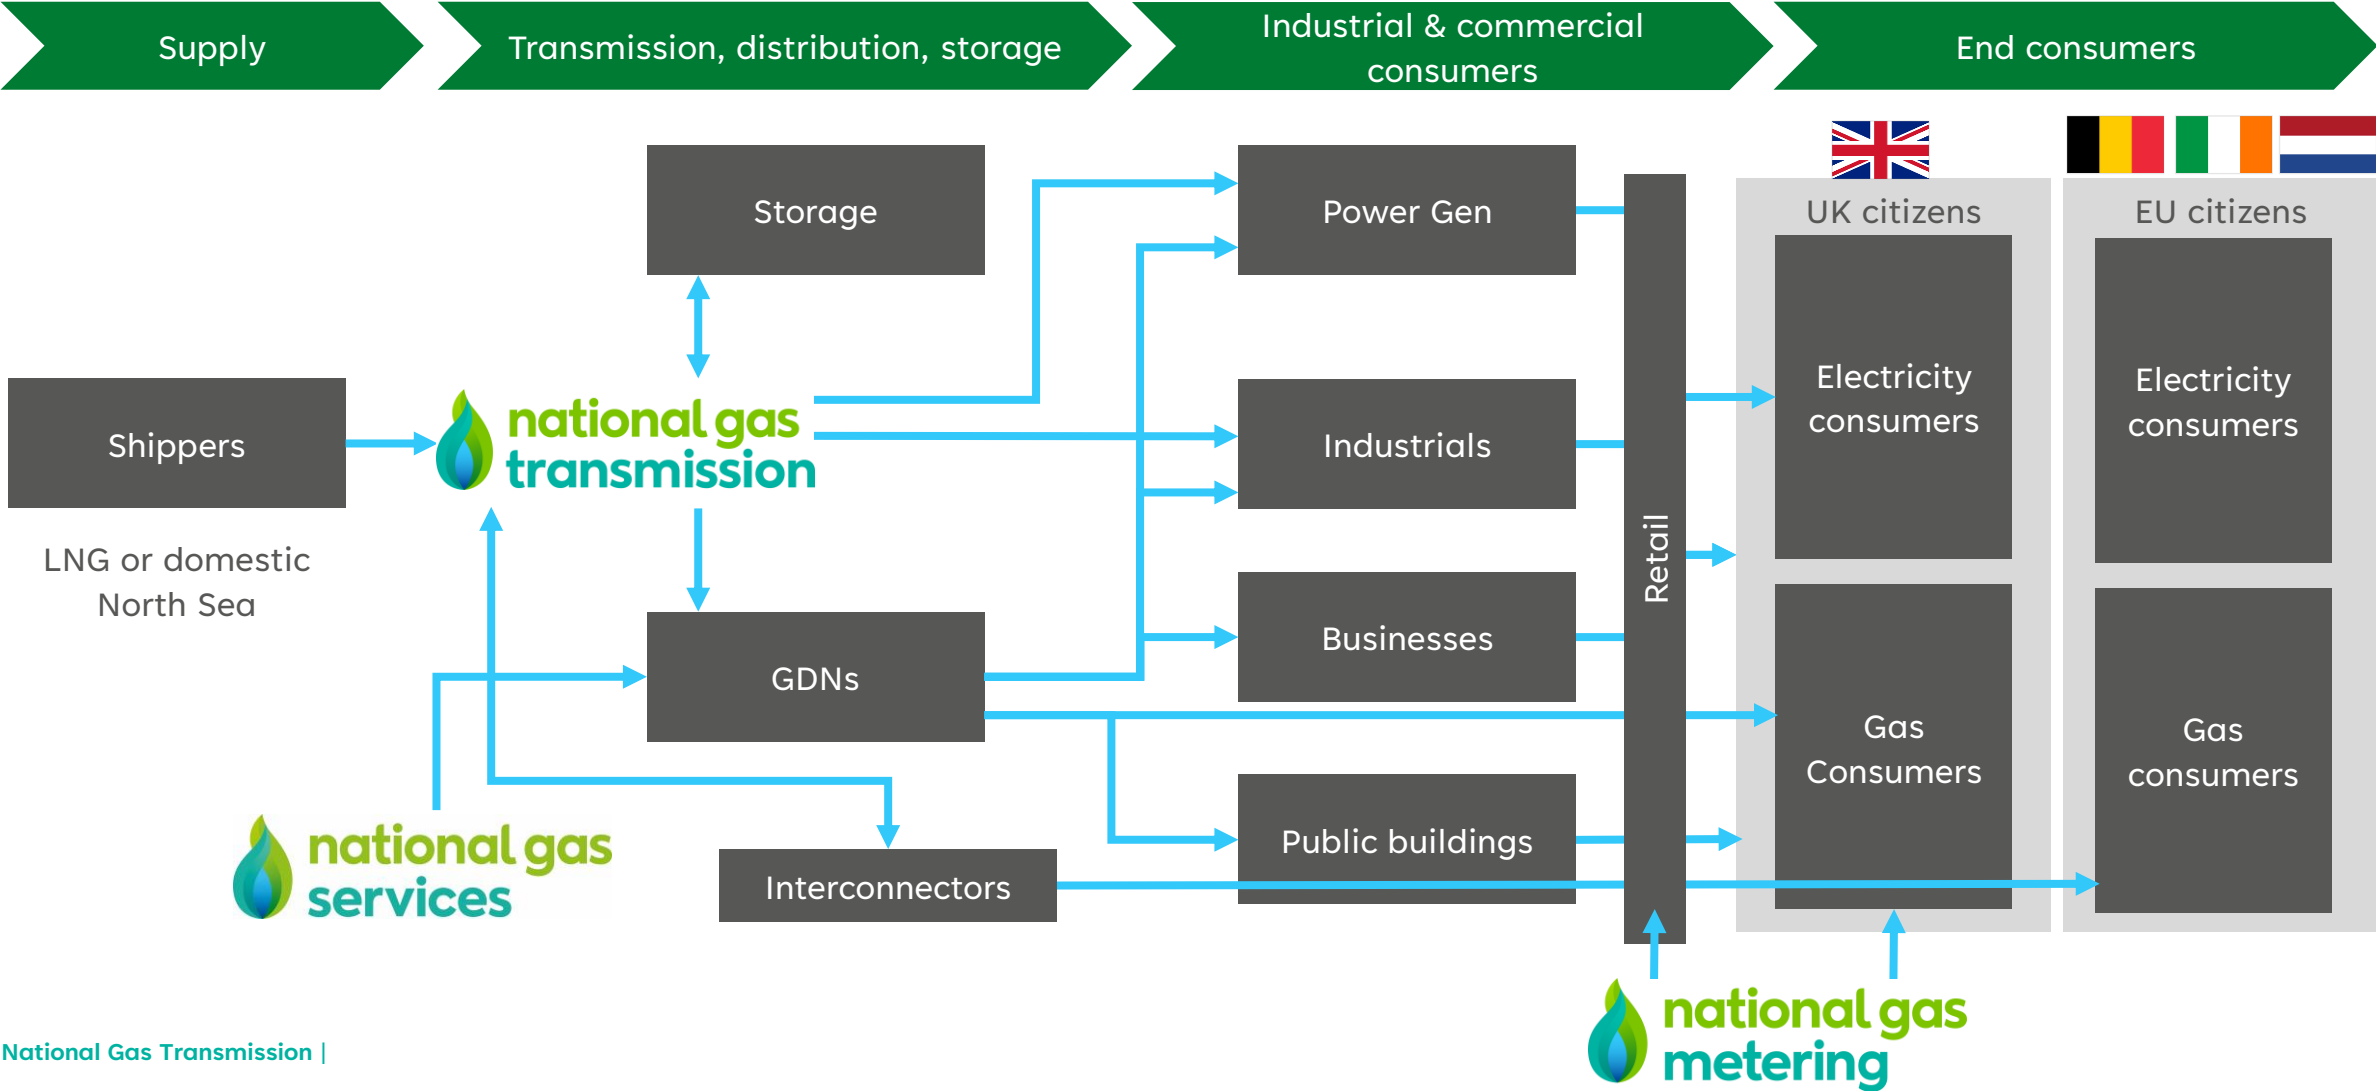 Supply
Transmission, distribution, storage
Industrial & commercial
consumers
End consumers
Storage
Power Gen
UK citizens
EU citizens
Shippers
national gas
transmission
Industrials
Electricity
consumers
Electricity
consumers
LNG or domestic
North Sea
Retail
GDNs
Businesses
Gas
Consumers
Gas
consumers
national gas
services
Interconnectors
Public buildings
national gas
metering
National Gas Transmission |